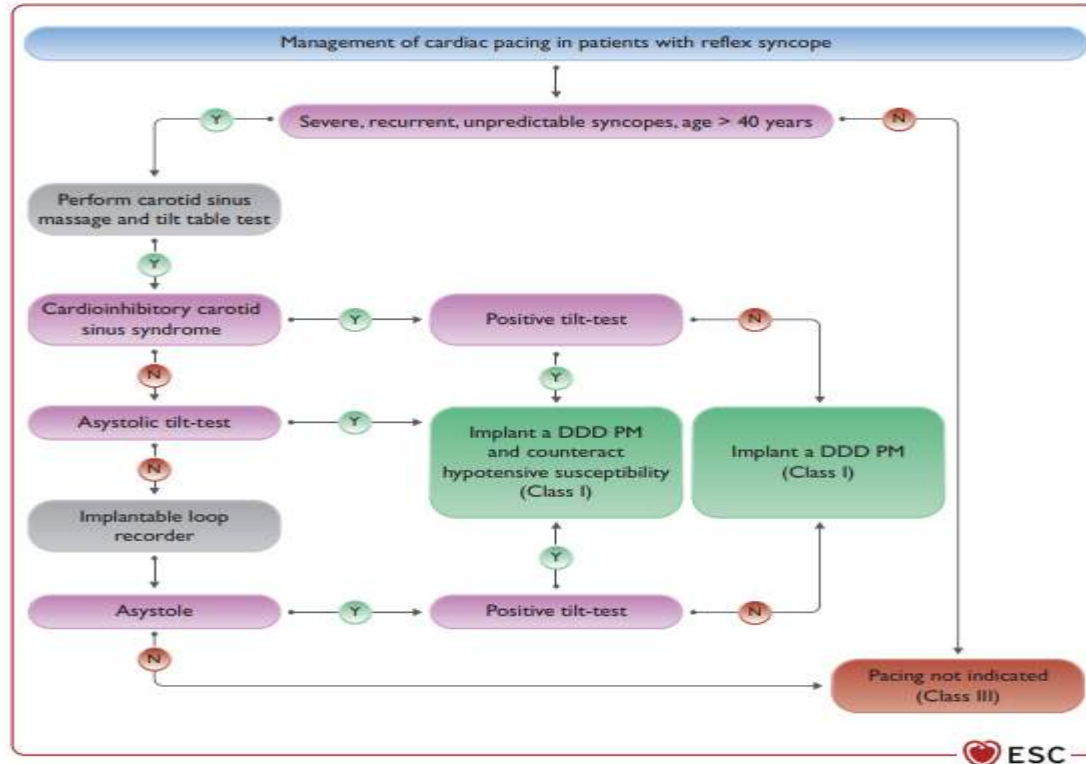 Management of cardiac pacing in patients with reflex syncope
Y
Severe, recurrent, unpredictable syncopes, age > 40 years
N
Perform carotid sinus
massage and tilt table test
Y
Cardioinhibitory carotid
sinus syndrome
Y
Positive tilt-test
N
N
Y
Asystolic tilt-test
Y
Implant a DDD PM
and counteract
hypotensive susceptibility
(Class I)
Implant a DDD PM
(Class I)
N
Implantable loop
recorder
Y
Asystole
Y
Positive tilt-test
N
N
Pacing not indicated
(Class III)
ESC